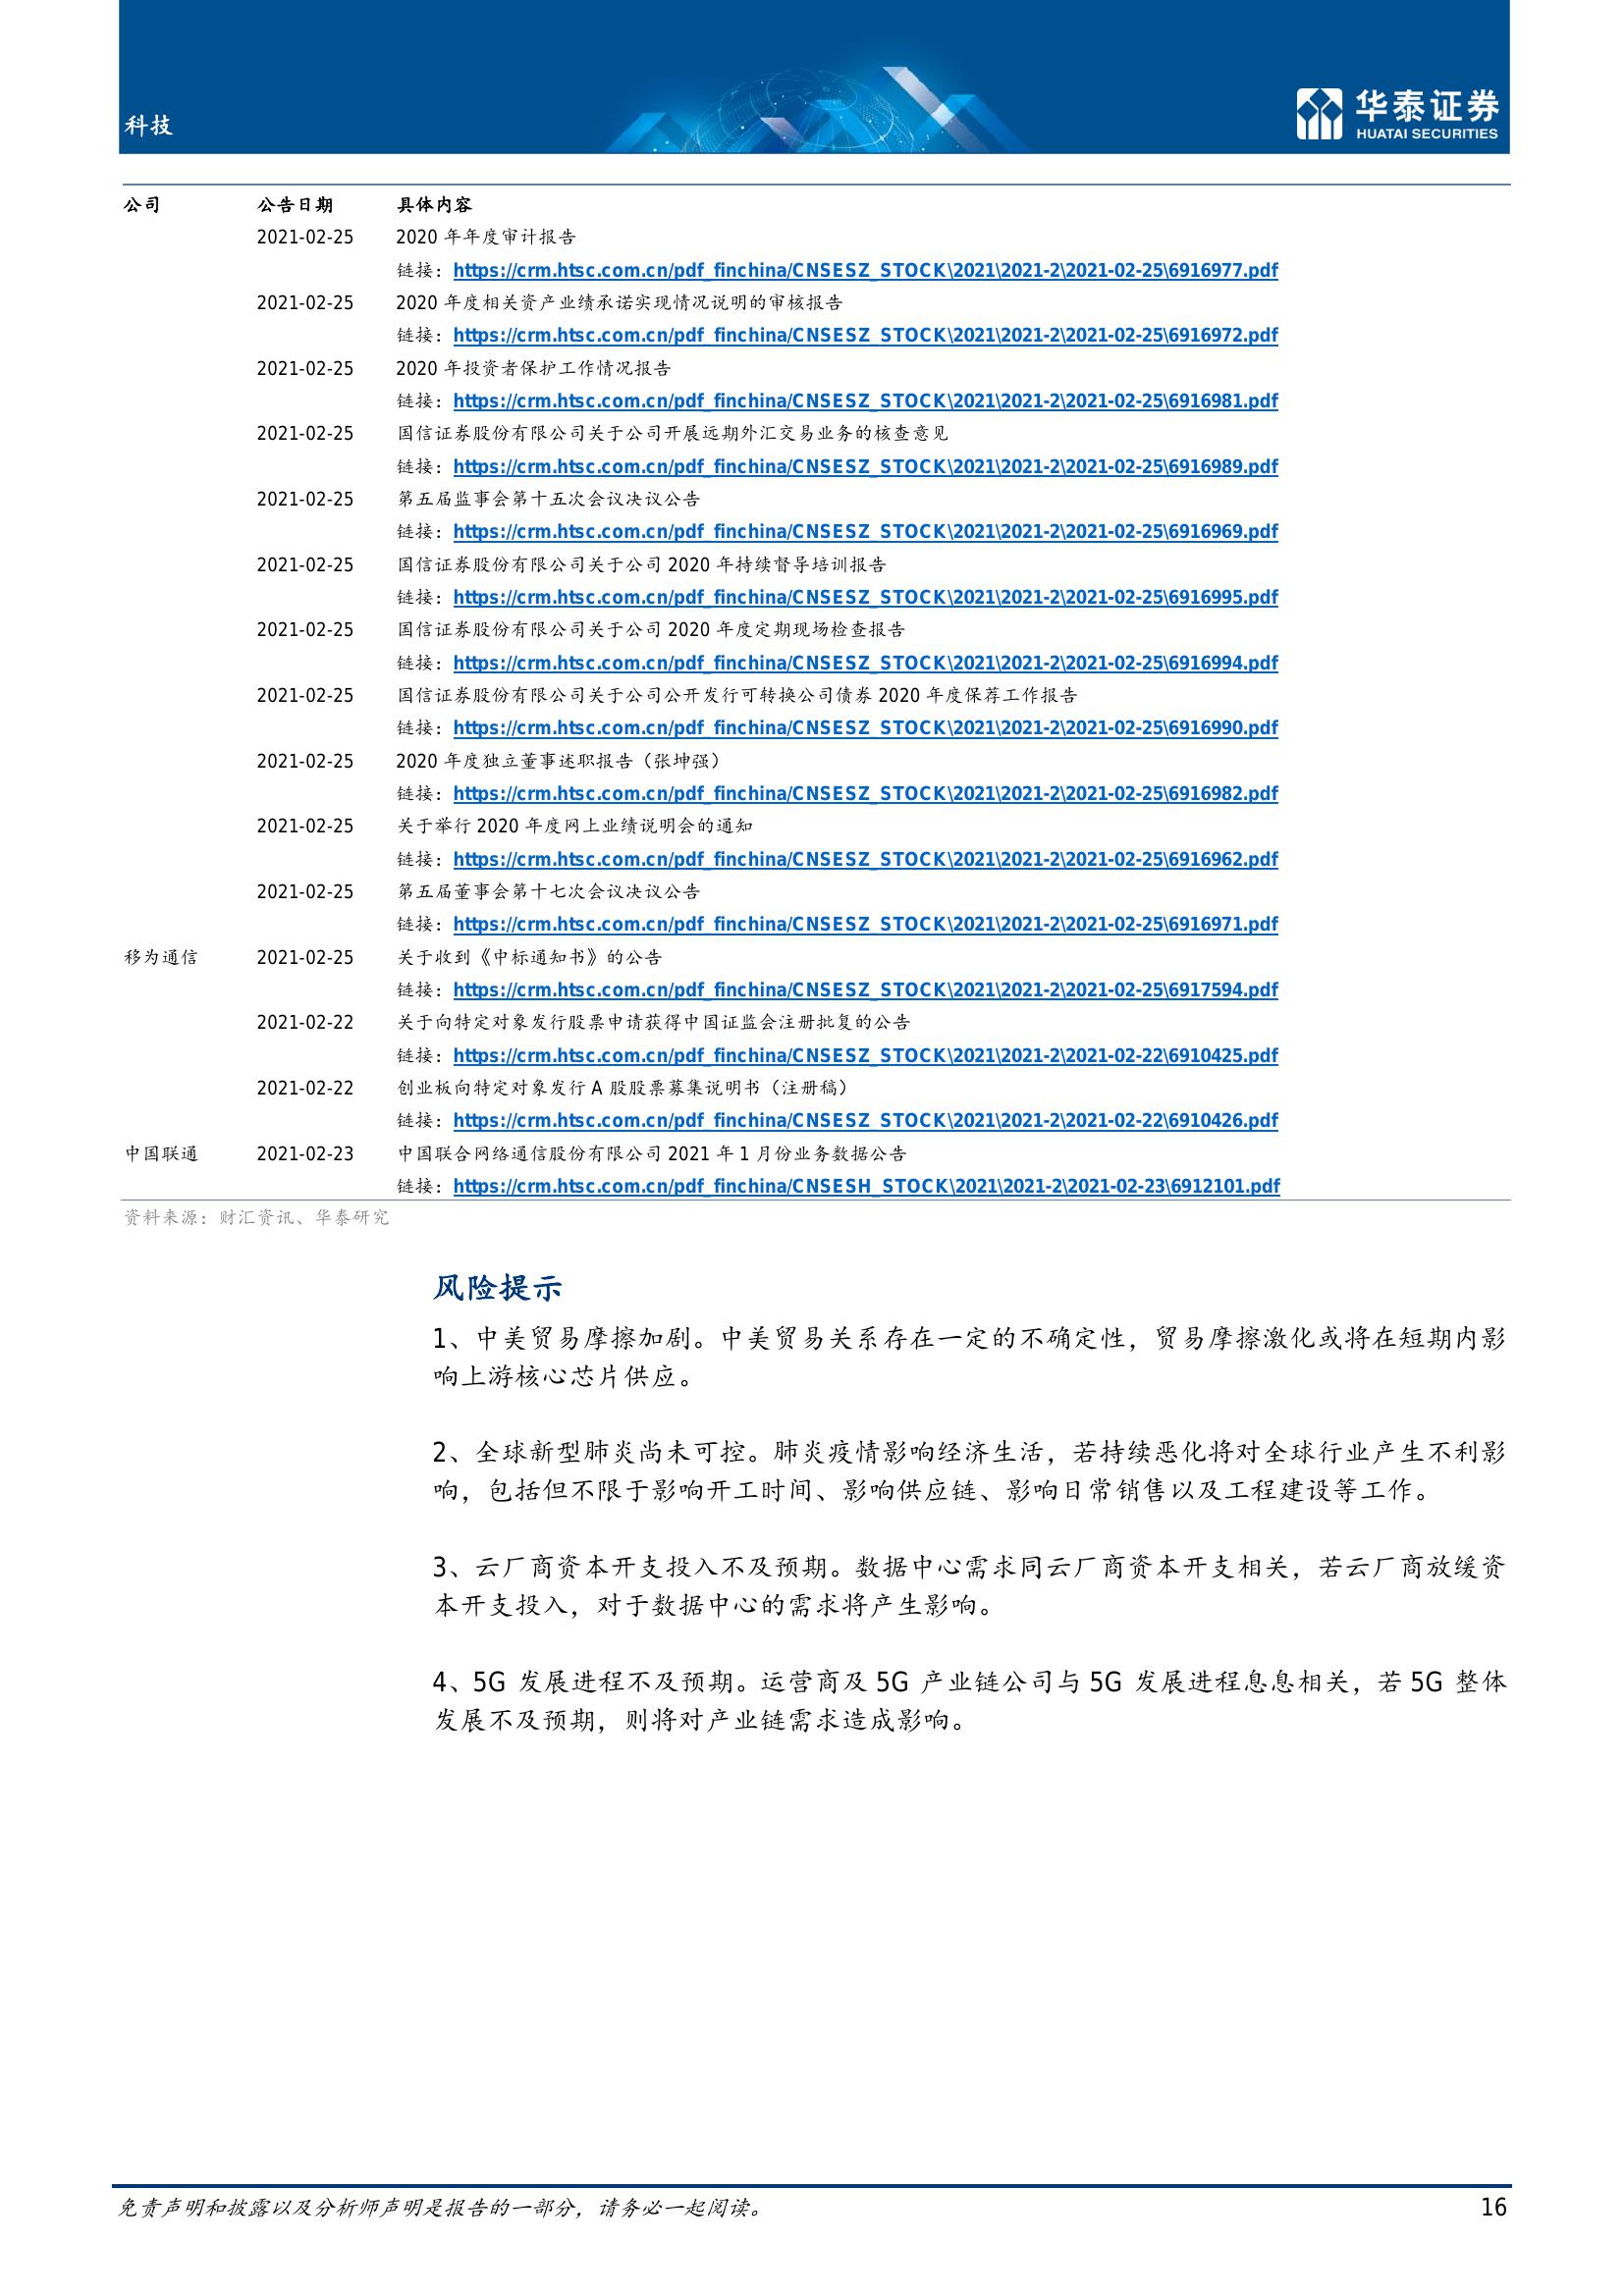 科技
华泰证券
HUATAI SECURITIES
公司 公告日期 具体内容
2021-02-25 2020 年年度审计报告
链接：https://crm.htsc.com.cn/pdf_finchina/CNSESZ_STOCK\2021\2021-2\2021-02-25\6916977.pdf
2021-02-25 2020 年度相关资产业绩承诺实现情况说明的审核报告
链接：https://crm.htsc.com.cn/pdf_finchina/CNSESZ_STOCK\2021\2021-2\2021-02-25\6916972.pdf
2021-02-25 2020 年投资者保护工作情况报告
链接：https://crm.htsc.com.cn/pdf_finchina/CNSESZ_STOCK\2021\2021-2\2021-02-25\6916981.pdf
2021-02-25 国信证券股份有限公司关于公司开展远期外汇交易业务的核查意见
链接：https://crm.htsc.com.cn/pdf_finchina/CNSESZ_STOCK\2021\2021-2\2021-02-25\6916989.pdf
2021-02-25 第五届监事会第十五次会议决议公告
链接：https://crm.htsc.com.cn/pdf_finchina/CNSESZ_STOCK\2021\2021-2\2021-02-25\6916969.pdf
2021-02-25 国信证券股份有限公司关于公司 2020 年持续督导培训报告
链接：https://crm.htsc.com.cn/pdf_finchina/CNSESZ_STOCK\2021\2021-2\2021-02-25\6916995.pdf
2021-02-25 国信证券股份有限公司关于公司 2020 年度定期现场检查报告
链接：https://crm.htsc.com.cn/pdf_finchina/CNSESZ_STOCK\2021\2021-2\2021-02-25\6916994.pdf
2021-02-25 国信证券股份有限公司关于公司公开发行可转换公司债券 2020 年度保荐工作报告
链接：https://crm.htsc.com.cn/pdf_finchina/CNSESZ_STOCK\2021\2021-2\2021-02-25\6916990.pdf
2021-02-25 2020 年度独立董事述职报告（张坤强）
链接：https://crm.htsc.com.cn/pdf_finchina/CNSESZ_STOCK\2021\2021-2\2021-02-25\6916982.pdf
2021-02-25 关于举行 2020 年度网上业绩说明会的通知
链接：https://crm.htsc.com.cn/pdf_finchina/CNSESZ_STOCK\2021\2021-2\2021-02-25\6916962.pdf
2021-02-25 第五届董事会第十七次会议决议公告
链接：https://crm.htsc.com.cn/pdf_finchina/CNSESZ_STOCK\2021\2021-2\2021-02-25\6916971.pdf
移为通信 2021-02-25 关于收到《中标通知书》的公告
链接：https://crm.htsc.com.cn/pdf_finchina/CNSESZ_STOCK\2021\2021-2\2021-02-25\6917594.pdf
2021-02-22 关于向特定对象发行股票申请获得中国证监会注册批复的公告
链接：https://crm.htsc.com.cn/pdf_finchina/CNSESZ_STOCK\2021\2021-2\2021-02-22\6910425.pdf
2021-02-22 创业板向特定对象发行 A 股股票募集说明书（注册稿）
链接：https://crm.htsc.com.cn/pdf_finchina/CNSESZ_STOCK\2021\2021-2\2021-02-22\6910426.pdf
中国联通 2021-02-23 中国联合网络通信股份有限公司 2021 年 1 月份业务数据公告
链接：https://crm.htsc.com.cn/pdf_finchina/CNSESH_STOCK\2021\2021-2\2021-02-23\6912101.pdf
资料来源：财汇资讯、华泰研究
风险提示
1、中美贸易摩擦加剧。中美贸易关系存在一定的不确定性，贸易摩擦激化或将在短期内影
响上游核心芯片供应。
2、全球新型肺炎尚未可控。肺炎疫情影响经济生活，若持续恶化将对全球行业产生不利影
响，包括但不限于影响开工时间、影响供应链、影响日常销售以及工程建设等工作。
3、云厂商资本开支投入不及预期。数据中心需求同云厂商资本开支相关，若云厂商放缓资
本开支投入，对于数据中心的需求将产生影响。
4、5G 发展进程不及预期。运营商及 5G 产业链公司与 5G 发展进程息息相关，若 5G 整体
发展不及预期，则将对产业链需求造成影响。
免责声明和披露以及分析师声明是报告的一部分，请务必一起阅读。 16